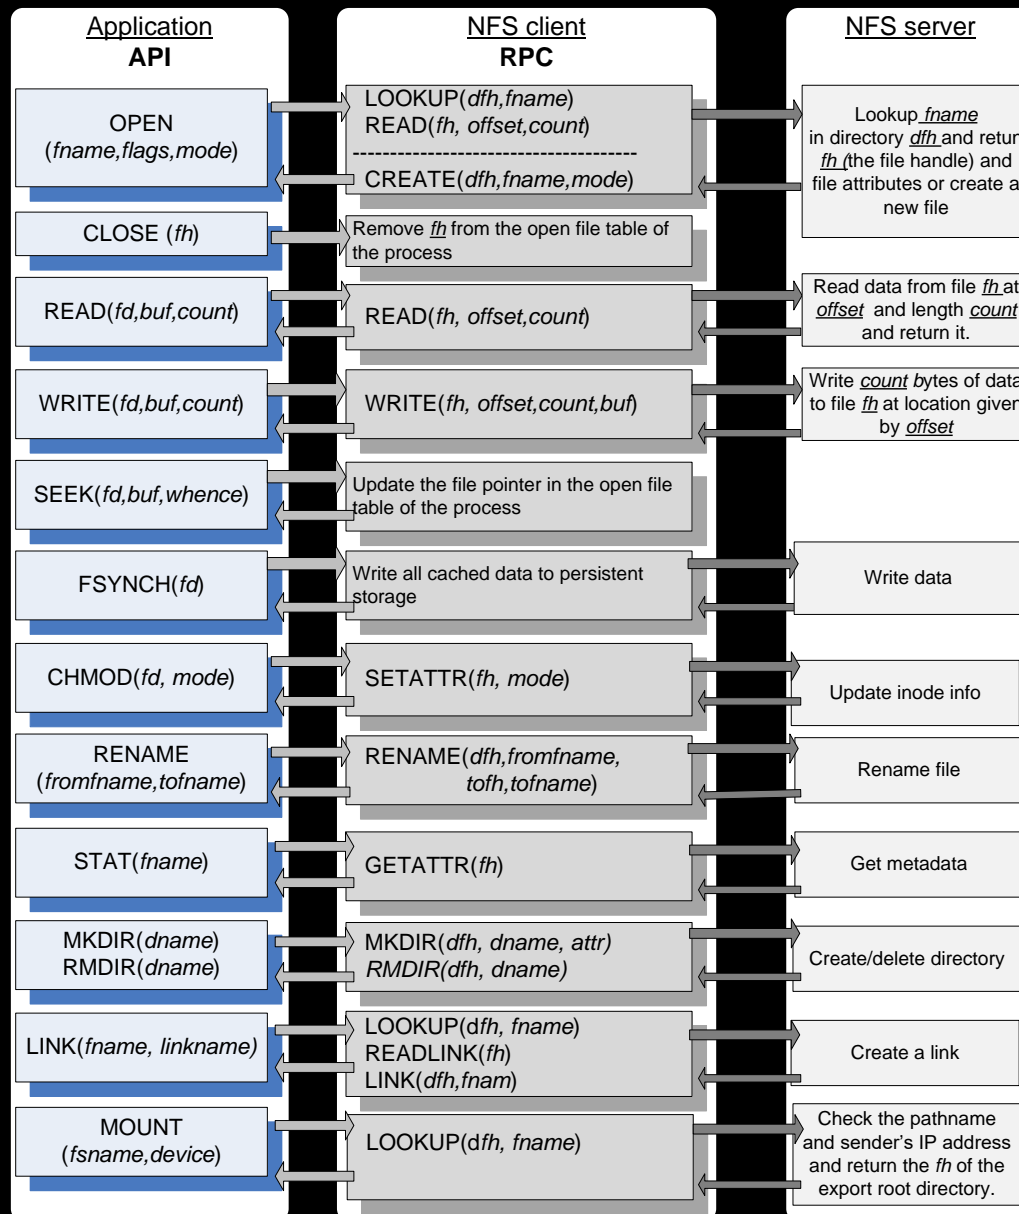 Application
API
NFS client
RPC
NFS server
OPEN
(fname,flags,mode)
LOOKUP(dfh,fname)
READ(fh, offset,count)
--------------------------------------
CREATE(dfh,fname,mode)
Lookup fname
in directory dfh and retur
fh (the file handle) and
file attributes or create a
new file
CLOSE (fh)
Remove fh from the open file table of
the process
READ(fd,buf,count)
READ(fh, offset,count)
Read data from file fh at
offset and length count
and return it.
WRITE(fd,buf,count)
WRITE(fh, offset,count,buf)
Write count bytes of data
to file fh at location given
by offset
SEEK(fd,buf,whence)
Update the file pointer in the open file
table of the process
FSYNCH(fd)
Write all cached data to persistent
storage
Write data
CHMOD(fd, mode)
SETATTR(fh, mode)
Update inode info
RENAME
(fromfname,tofname)
RENAME(dfh,fromfname,
tofh,tofname)
Rename file
STAT(fname)
GETATTR(fh)
Get metadata
MKDIR(dname)
RMDIR(dname)
MKDIR(dfh, dname, attr)
RMDIR(dfh, dname)
Create/delete directory
LINK(fname, linkname)
LOOKUP(dfh, fname)
READLINK(fh)
LINK(dfh,fnam)
Create a link
MOUNT
(fsname,device)
LOOKUP(dfh, fname)
Check the pathname
and sender's IP address
and return the fh of the
export root directory.